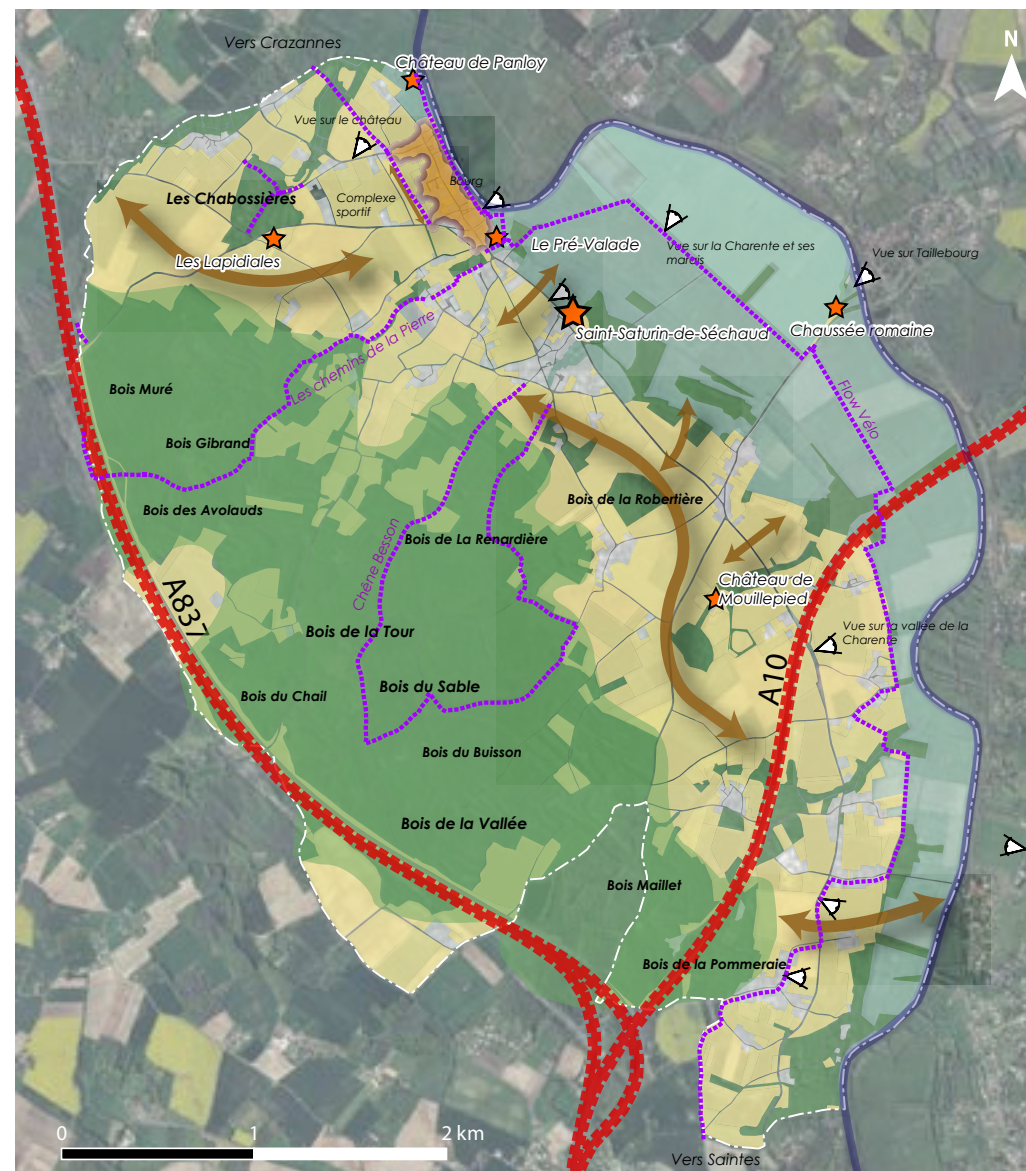 Vers Crazannes
N
Château de Panloy
Vue sur le château
Bourg
Les Chabossières
Complexe
sportif
Le Pré-Valade
Vue sur la Charente et ses
marais
Vue sur Taillebourg
Les Lapidiales
Saint-Saturin-de-Séchaud
Chaussée romaine
Les chemins de la Pierre
Flow Vélo
Bois Muré
Bois Gibrand
Bois des Avolauds
Bois de la Robertière
Bois de La Renardière
Chêne Besson
Château de
Mouillepied
A837
Bois de la Tour
Vue sur la vallée de la
Charente
A10
Bois du Chail
Bois du Sable
Bois du Buisson
Bois de la Vallée
Bois Maillet
Bois de la Pommeraie
0 1 2 km
Vers Saintes